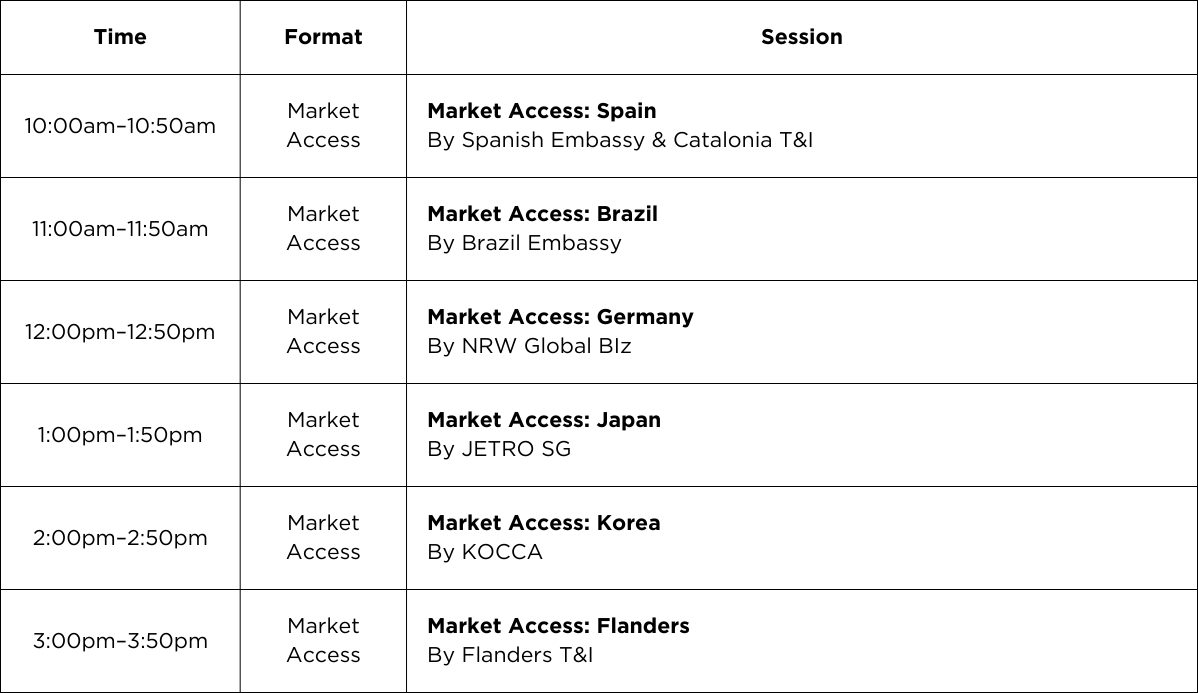 Time Format Session
10:00am–10:50am
Market
Access
Market Access: Spain
By Spanish Embassy & Catalonia T&I
11:00am–11:50am
Market
Access
Market Access: Brazil
By Brazil Embassy
12:00pm–12:50pm
Market
Access
Market Access: Germany
By NRW Global BIz
1:00pm–1:50pm
Market
Access
Market Access: Japan
By JETRO SG
2:00pm–2:50pm
Market
Access
Market Access: Korea
By KOCCA
3:00pm–3:50pm
Market
Access
Market Access: Flanders
By Flanders T&I